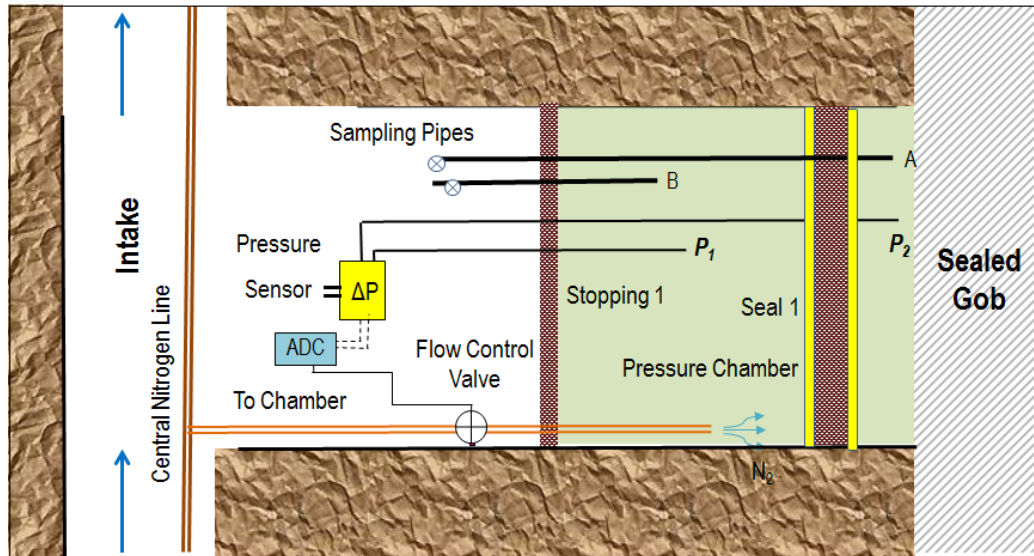 Sampling Pipes
A
B
Intake
Central Nitrogen Line
Pressure
Sensor
ΔP
P1
P2
Sealed
Gob
Stopping 1
Seal 1
ADC
Flow Control
Valve
Pressure Chamber
To Chamber
N2